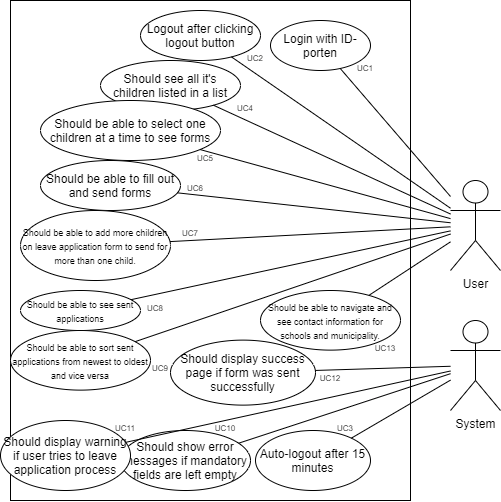 Logout after clicking
logout button
UC2
Login with ID-
porten
UC1
Should see all it's
children listed in a list
UC4
Should be able to select one
children at a time to see forms
UC5
Should be able to fill out
and send forms
UC6
Should be able to add more children
on leave application form to send for
more than one child.
UC7
User
Should be able to see sent
applications
UC8
Should be able to navigate and
see contact information for
schools and municipality.
UC13
Should be able to sort sent
applications from newest to oldest
and vice versa
UC9
Should display success
page if form was sent
successfully
UC12
System
Should display warning
if user tries to leave
application process
UC11
Should show error
messages if mandatory
fields are left empty
UC10
Auto-logout after 15
minutes
UC3